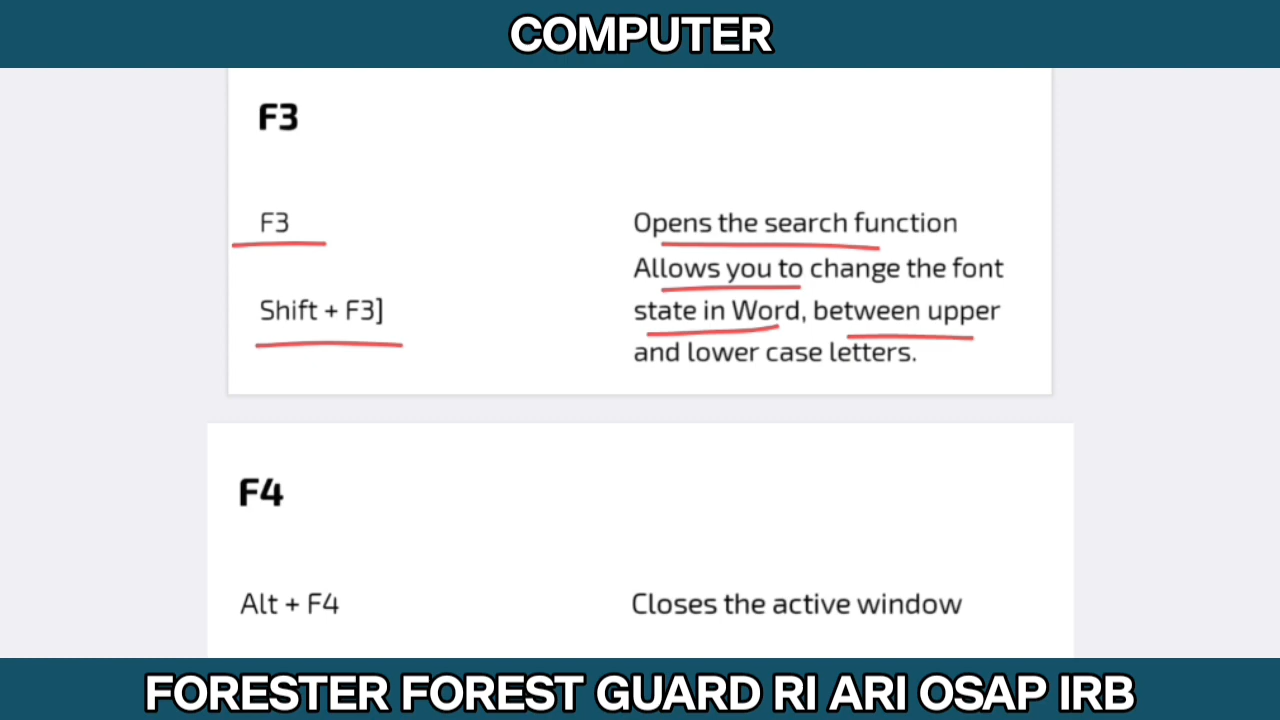 COMPUTER
F3
F3 Opens the search function
Allows you to change the font
Shift + F3] state in Word, between upper
and lower case letters.
F4
Alt + F4 Closes the active window
FORESTER FOREST GUARD RI ARI OSAP IRB